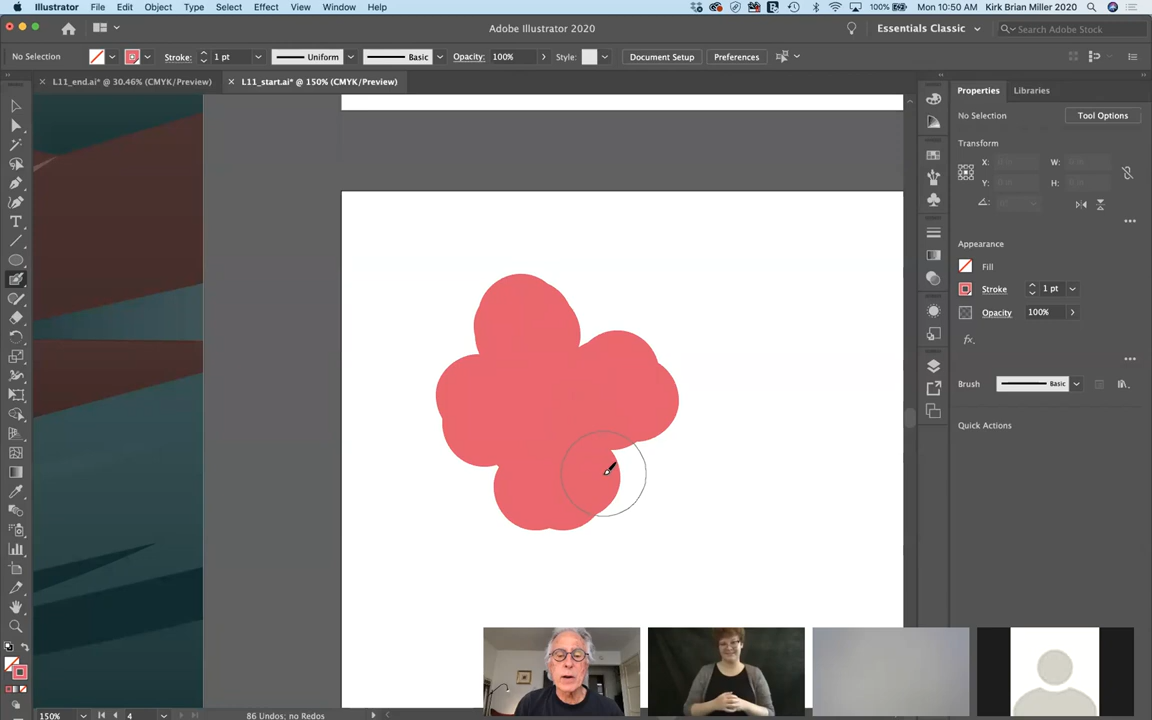 Illustrator File Edit Object Type Select Effect View Window Help 100% Mon 10:50 AM Kirk Brian Miller 2020
Adobe Illustrator 2020 Essentials Classic Search Adobe Stock
No Selection Stroke: 1 pt Uniform Basic Opacity: 100% Style: Document Setup Preferences
L11_end.ai* @ 30.46% (CMYK/Preview) L11_start.ai* @ 150% (CMYK/Preview)
Properties Libraries
No Selection Tool Options
Transform
X: W:
Y: H:
Appearance
Fill
Stroke 1 pt
Opacity 100%
fx.
Brush Basic
Quick Actions
150% 4 86 Undos; no Redos